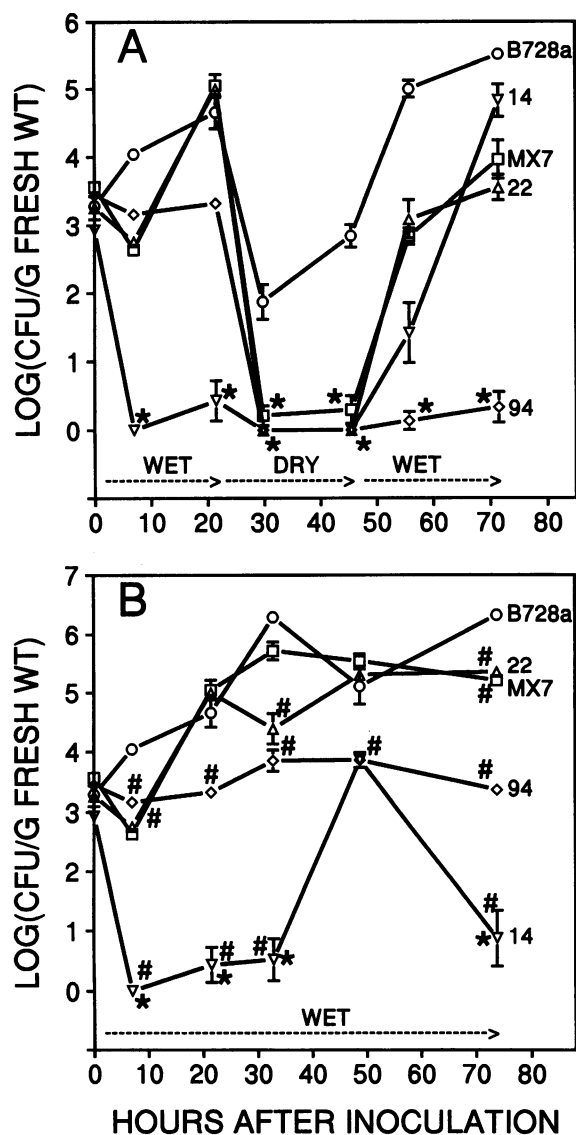 A
LOG(CFU/G FRESH WT)
6
5
4
3
2
1
0
B728a
14
MX7
22
94
*
*
*
*
*
*
*
*
WET
DRY
WET
0 10 20 30 40 50 60 70 80
B
LOG(CFU/G FRESH WT)
7
6
5
4
3
2
1
0
B728a
# 22
# MX7
#
#
# # # # # 94
#
#
# # # 14
* * * *
WET
0 10 20 30 40 50 60 70 80
HOURS AFTER INOCULATION